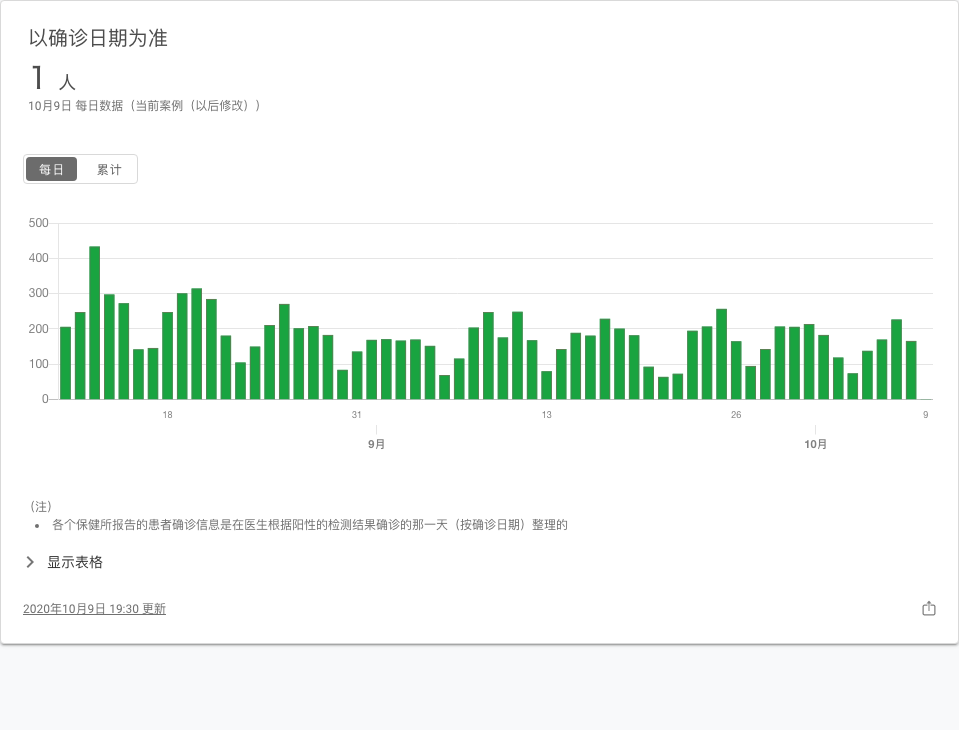 以确诊日期为准
1 人
10月9日 每日数据（当前案例（以后修改））
每日 累计
500
400
300
200
100
0
18 31 13 26 9
9月 10月
（注）
• 各个保健所报告的患者确诊信息是在医生根据阳性的检测结果确诊的那一天（按确诊日期）整理的
显示表格
2020年10月9日 19:30 更新